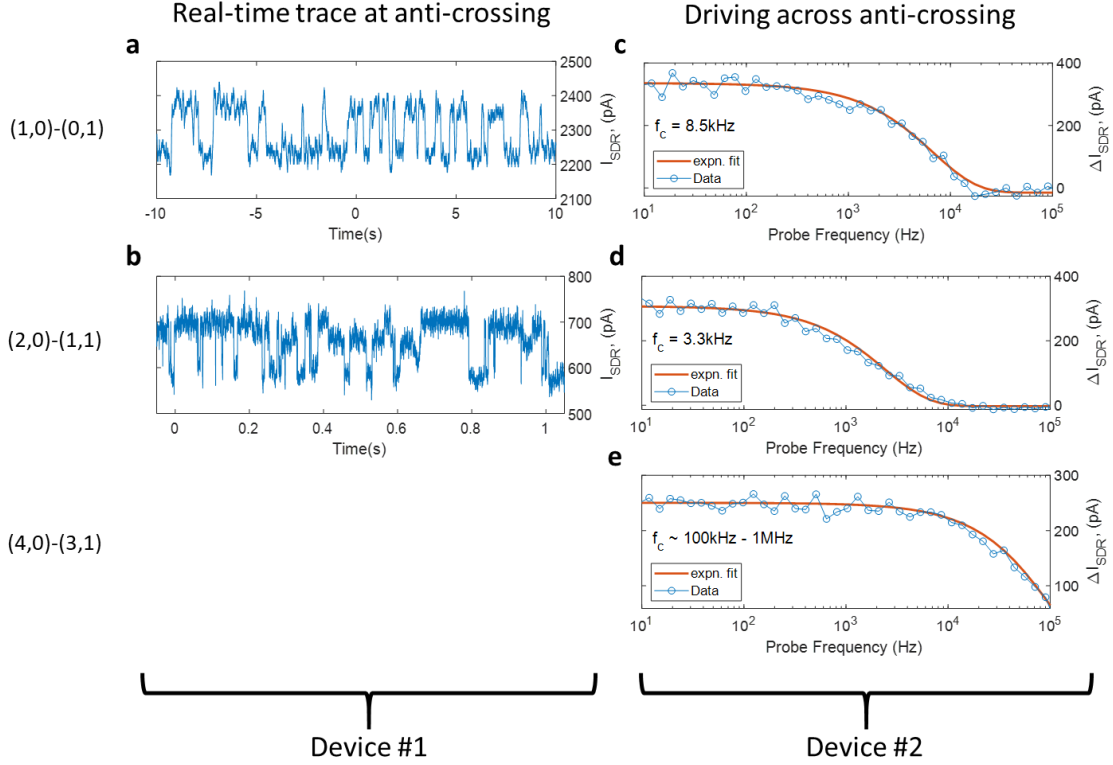 Real-time trace at anti-crossing
Driving across anti-crossing
a
(1,0)-(0,1)
2500
2400
2300
2200
2100
I_SDR', (pA)
-10 -5 0 5 10
Time(s)
c
400
200
0
ΔI_SDR', (pA)
f_c = 8.5kHz
expn. fit
Data
10^1 10^2 10^3 10^4 10^5
Probe Frequency (Hz)
b
(2,0)-(1,1)
800
700
600
500
I_SDR', (pA)
0 0.2 0.4 0.6 0.8 1
Time(s)
d
400
200
0
ΔI_SDR', (pA)
f_c = 3.3kHz
expn. fit
Data
10^1 10^2 10^3 10^4 10^5
Probe Frequency (Hz)
(4,0)-(3,1)
e
300
200
100
ΔI_SDR', (pA)
f_c ~ 100kHz - 1MHz
expn. fit
Data
10^1 10^2 10^3 10^4 10^5
Probe Frequency (Hz)
Device #1
Device #2